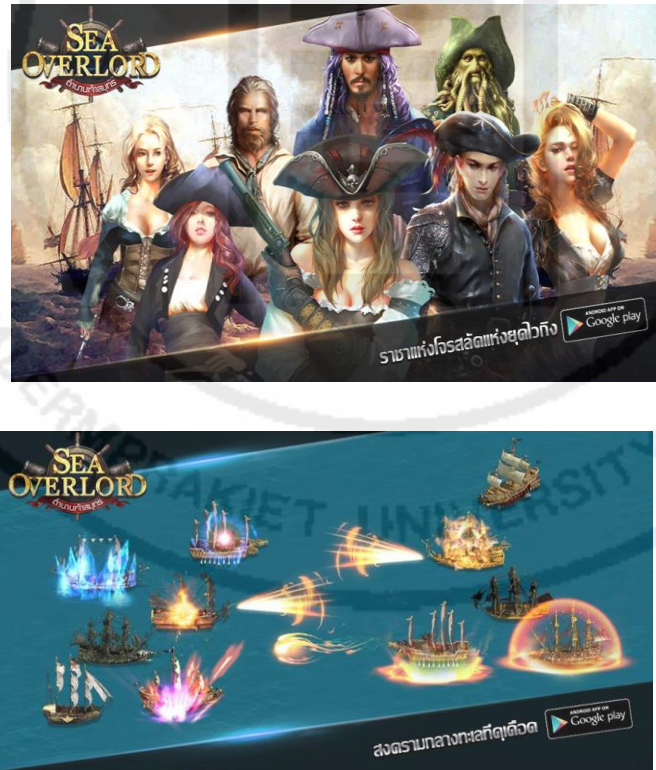 SEA
OVERLORD
ตำนานเจ้าสมุทร
ราชาแห่งโจรสลัดแห่งยุคไวกิ้ง
ANDROID APP ON
Google play
SEA
OVERLORD
ตำนานเจ้าสมุทร
สงครามกลางทะเลที่ดุเดือด
ANDROID APP ON
Google play
UNIVERSITY